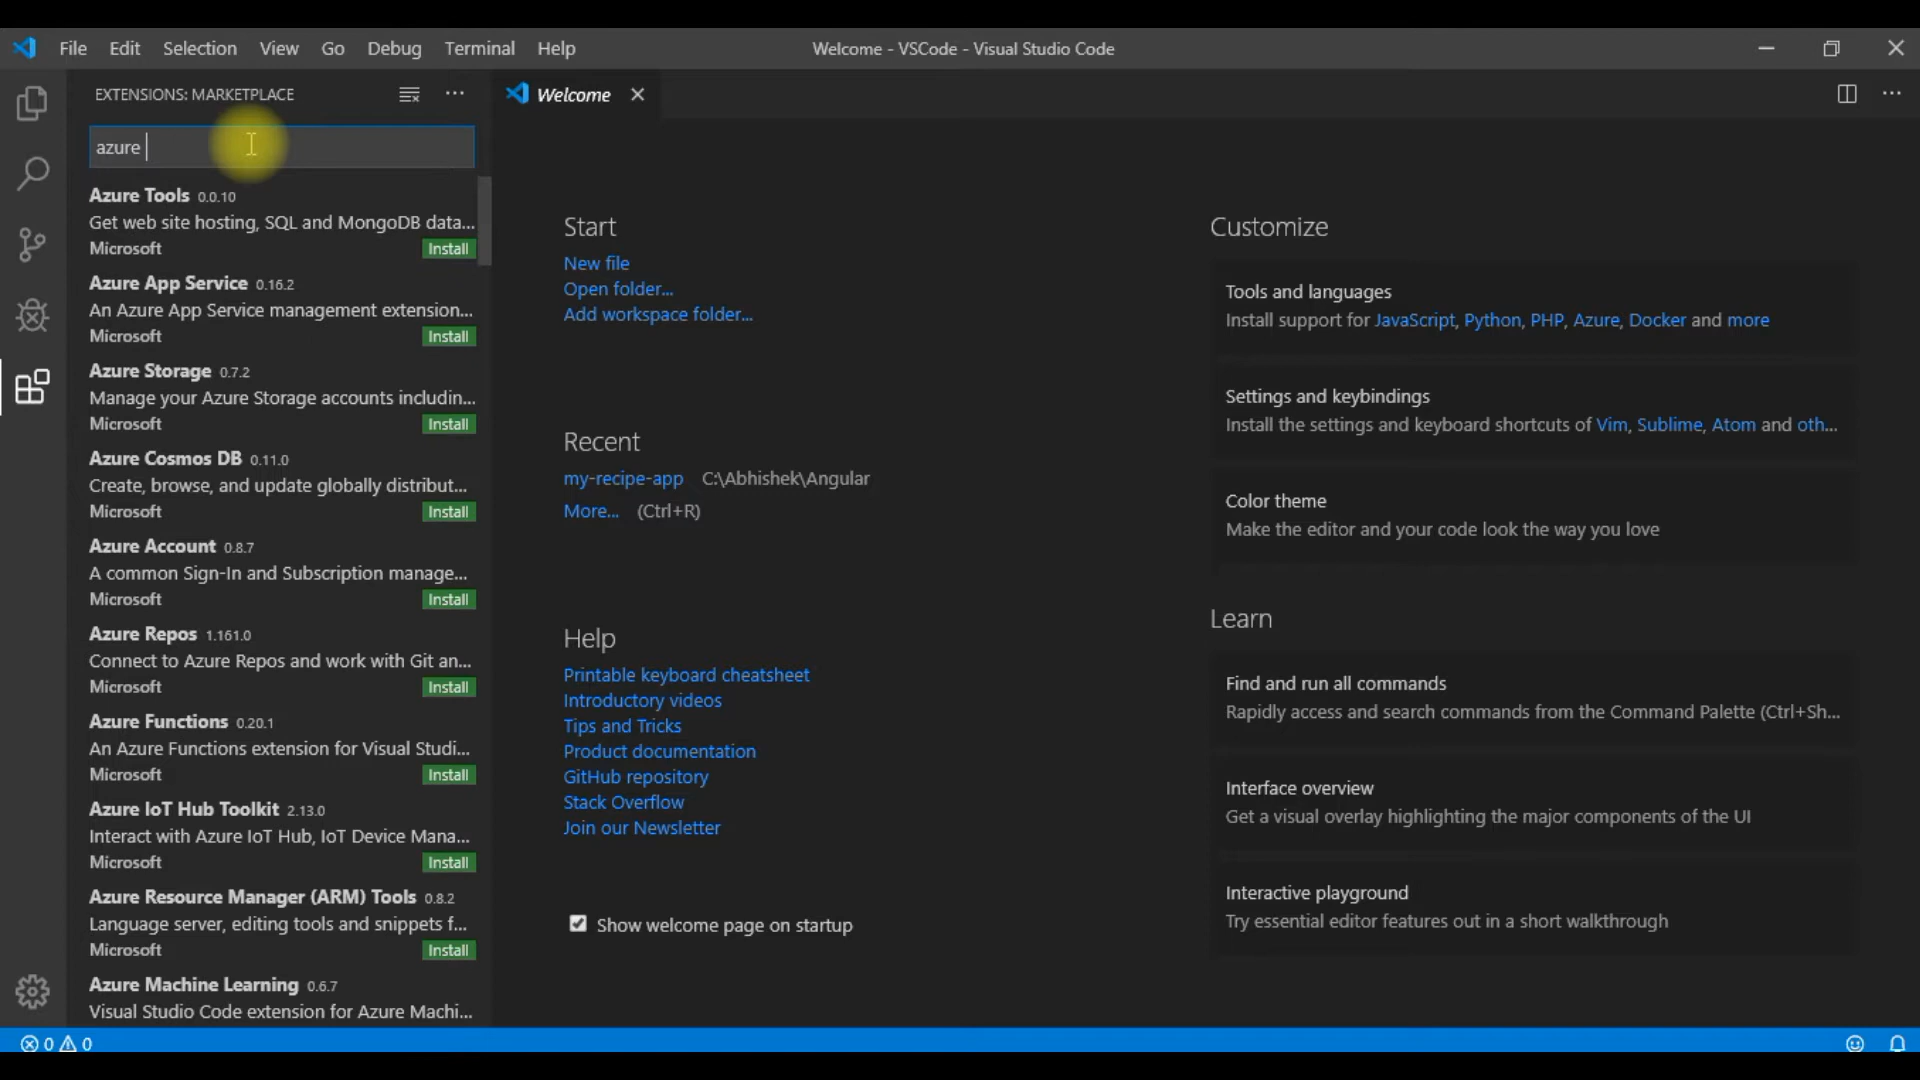 File Edit Selection View Go Debug Terminal Help
Welcome - VSCode - Visual Studio Code
EXTENSIONS: MARKETPLACE
azure
Azure Tools 0.0.10
Get web site hosting, SQL and MongoDB data...
Microsoft Install
Azure App Service 0.16.2
An Azure App Service management extension...
Microsoft Install
Azure Storage 0.7.2
Manage your Azure Storage accounts includin...
Microsoft Install
Azure Cosmos DB 0.11.0
Create, browse, and update globally distribut...
Microsoft Install
Azure Account 0.8.7
A common Sign-In and Subscription manage...
Microsoft Install
Azure Repos 1.161.0
Connect to Azure Repos and work with Git an...
Microsoft Install
Azure Functions 0.20.1
An Azure Functions extension for Visual Studi...
Microsoft Install
Azure IoT Hub Toolkit 2.13.0
Interact with Azure IoT Hub, IoT Device Mana...
Microsoft Install
Azure Resource Manager (ARM) Tools 0.8.2
Language server, editing tools and snippets f...
Microsoft Install
Azure Machine Learning 0.6.7
Visual Studio Code extension for Azure Machi...
Welcome
Start
New file
Open folder...
Add workspace folder...
Recent
my-recipe-app C:\Abhishek\Angular
More... (Ctrl+R)
Help
Printable keyboard cheatsheet
Introductory videos
Tips and Tricks
Product documentation
GitHub repository
Stack Overflow
Join our Newsletter
Show welcome page on startup
Customize
Tools and languages
Install support for JavaScript, Python, PHP, Azure, Docker and more
Settings and keybindings
Install the settings and keyboard shortcuts of Vim, Sublime, Atom and oth...
Color theme
Make the editor and your code look the way you love
Learn
Find and run all commands
Rapidly access and search commands from the Command Palette (Ctrl+Sh...
Interface overview
Get a visual overlay highlighting the major components of the UI
Interactive playground
Try essential editor features out in a short walkthrough
0 0